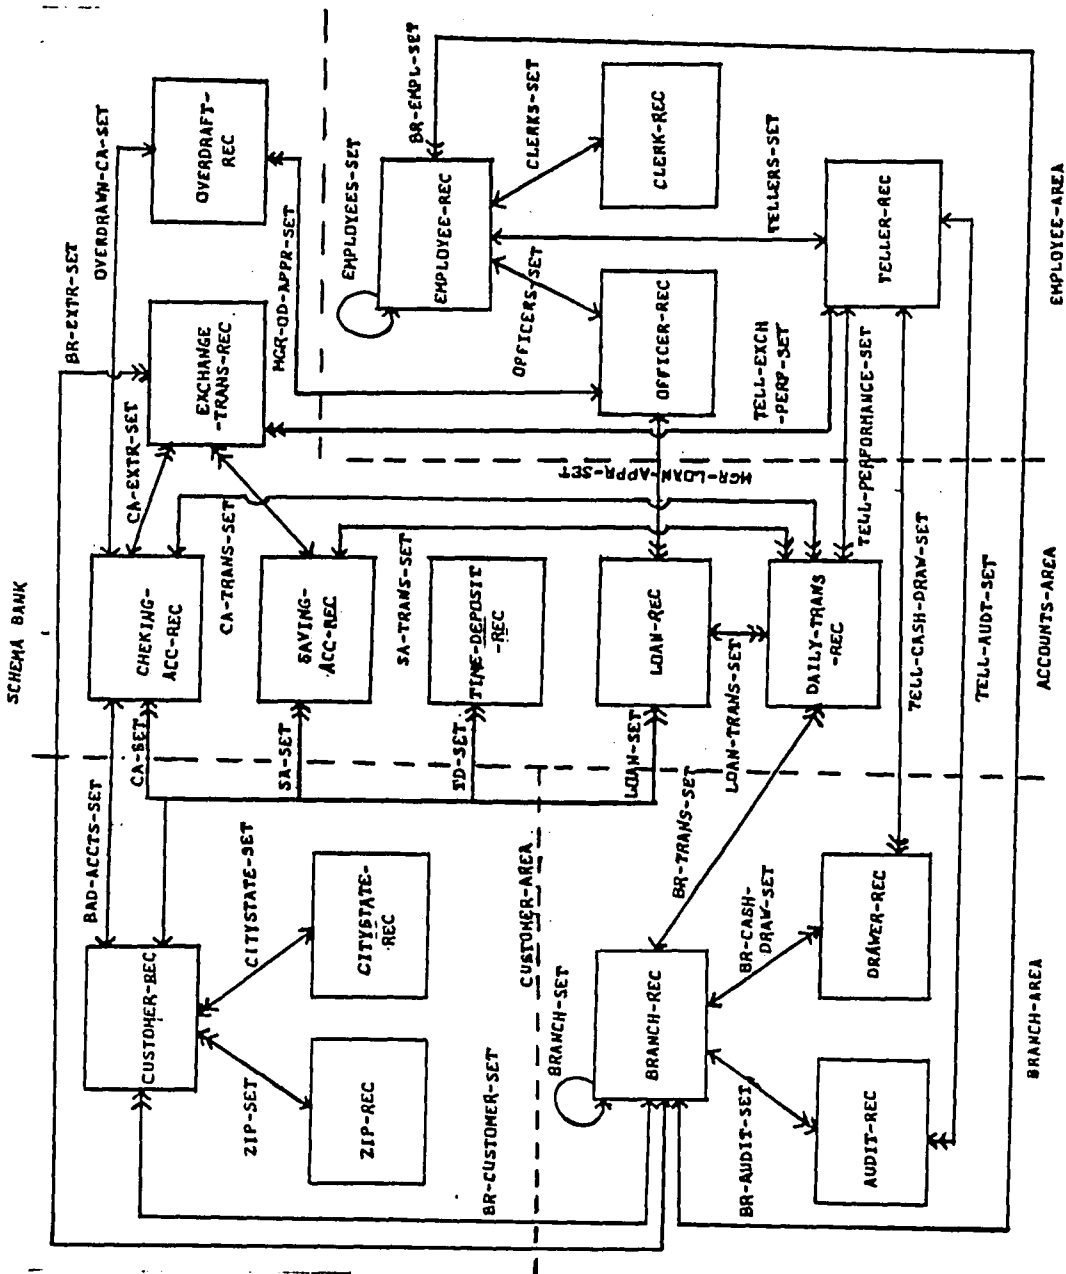 SCHEMA BANK
BR-EXTR-SET
OVERDRAWN-CA-SET
OVERDRAFT-
REC
EXCHANGE
-TRANS-REC
MGR-OD-APPR-SET
CA-EXTR-SET
CA-TRANS-SET
CHEKING-
ACC-REC
BAD-ACCTS-SET
CA-SET
SAVING-
ACC-REC
SA-SET
SA-TRANS-SET
TIME-DEPOSIT
-REC
TD-SET
LOAN-REC
LOAN-SET
MGR-LOAN-APPR-SET
LOAN-TRANS-SET
DAILY-TRANS
-REC
CUSTOMER-REC
CITYSTATE-SET
CITYSTATE-
REC
ZIP-SET
ZIP-REC
BR-CUSTOMER-SET
CUSTOMER-AREA
BRANCH-SET
BRANCH-REC
BR-TRANS-SET
BR-CASH-
DRAW-SET
DRAWER-REC
BR-AUDIT-SET
AUDIT-REC
BRANCH-AREA
EMPLOYEES-SET
BR-EMPL-SET
EMPLOYEE-REC
CLERKS-SET
CLERK-REC
OFFICERS-SET
OFFICER-REC
TELLERS-SET
TELLER-REC
TELL-EXCH
-PERP-SET
TELL-PERFORMANCE-SET
TELL-CASH-DRAW-SET
TELL-AUDT-SET
ACCOUNTS-AREA
EMPLOYEE-AREA